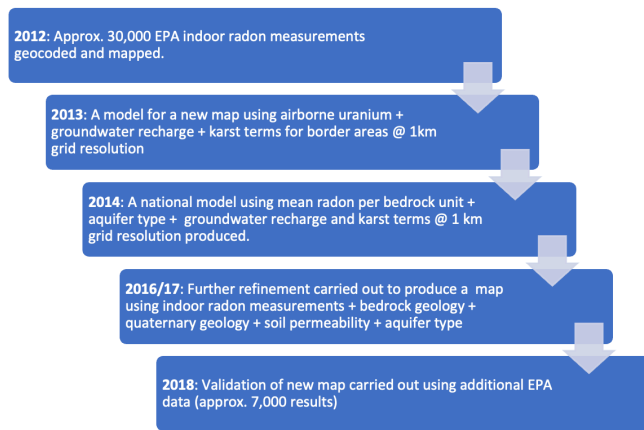 2012: Approx. 30,000 EPA indoor radon measurements
geocoded and mapped.
2013: A model for a new map using airborne uranium +
groundwater recharge + karst terms for border areas @ 1km
grid resolution
2014: A national model using mean radon per bedrock unit +
aquifer type + groundwater recharge and karst terms @ 1 km
grid resolution produced.
2016/17: Further refinement carried out to produce a map
using indoor radon measurements + bedrock geology +
quaternary geology + soil permeability + aquifer type
2018: Validation of new map carried out using additional EPA
data (approx. 7,000 results)